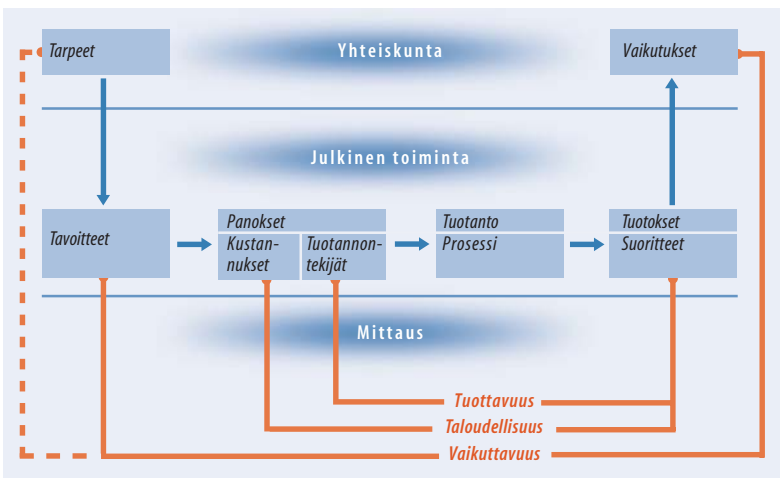 Tarpeet
Yhteiskunta
Vaikutukset
Julkinen toiminta
Tavoitteet
Panokset
Kustan-
nukset
Tuotannon-
tekijät
Tuotanto
Prosessi
Tuotokset
Suoritteet
Mittaus
Tuottavuus
Taloudellisuus
Vaikuttavuus